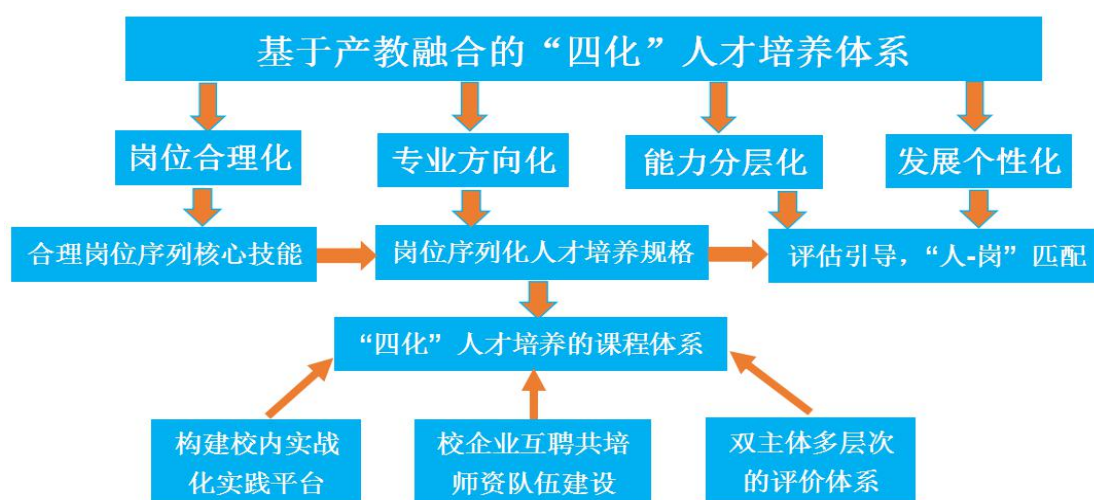 基于产教融合的“四化”人才培养体系
岗位合理化
专业方向化
能力分层化
发展个性化
合理岗位序列核心技能
岗位序列化人才培养规格
评估引导，“人-岗”匹配
“四化”人才培养的课程体系
构建校内实战
化实践平台
校企业互聘共培
师资队伍建设
双主体多层次
的评价体系